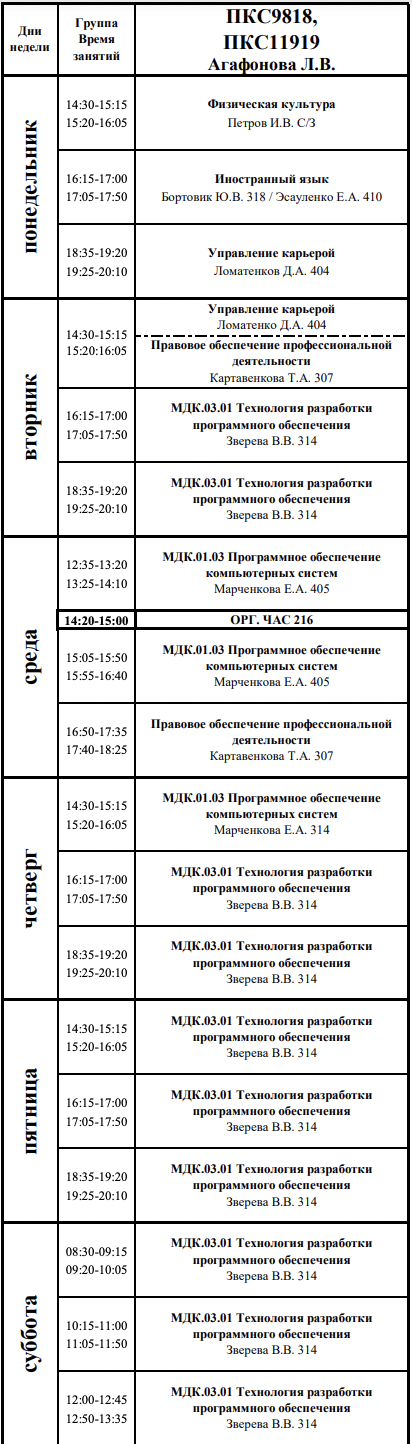 Дни
недели
Группа
Время
занятий
ПКС9818,
ПКС11919
Агафонова Л.В.
понедельник
14:30-15:15
15:20-16:05
Физическая культура
Петров И.В. С/З
16:15-17:00
17:05-17:50
Иностранный язык
Бортовик Ю.В. 318 / Эсауленко Е.А. 410
18:35-19:20
19:25-20:10
Управление карьерой
Ломатенков Д.А. 404
вторник
14:30-15:15
15:20:16:05
Управление карьерой
Ломатенко Д.А. 404
Правовое обеспечение профессиональной
деятельности
Картавенкова Т.А. 307
16:15-17:00
17:05-17:50
МДК.03.01 Технология разработки
программного обеспечения
Зверева В.В. 314
18:35-19:20
19:25-20:10
МДК.03.01 Технология разработки
программного обеспечения
Зверева В.В. 314
среда
12:35-13:20
13:25-14:10
МДК.01.03 Программное обеспечение
компьютерных систем
Марченкова Е.А. 405
14:20-15:00
ОРГ. ЧАС 216
15:05-15:50
15:55-16:40
МДК.01.03 Программное обеспечение
компьютерных систем
Марченкова Е.А. 405
16:50-17:35
17:40-18:25
Правовое обеспечение профессиональной
деятельности
Картавенкова Т.А. 307
четверг
14:30-15:15
15:20-16:05
МДК.01.03 Программное обеспечение
компьютерных систем
Марченкова Е.А. 314
16:15-17:00
17:05-17:50
МДК.03.01 Технология разработки
программного обеспечения
Зверева В.В. 314
18:35-19:20
19:25-20:10
МДК.03.01 Технология разработки
программного обеспечения
Зверева В.В. 314
пятница
14:30-15:15
15:20-16:05
МДК.03.01 Технология разработки
программного обеспечения
Зверева В.В. 314
16:15-17:00
17:05-17:50
МДК.03.01 Технология разработки
программного обеспечения
Зверева В.В. 314
18:35-19:20
19:25-20:10
МДК.03.01 Технология разработки
программного обеспечения
Зверева В.В. 314
суббота
08:30-09:15
09:20-10:05
МДК.03.01 Технология разработки
программного обеспечения
Зверева В.В. 314
10:15-11:00
11:05-11:50
МДК.03.01 Технология разработки
программного обеспечения
Зверева В.В. 314
12:00-12:45
12:50-13:35
МДК.03.01 Технология разработки
программного обеспечения
Зверева В.В. 314